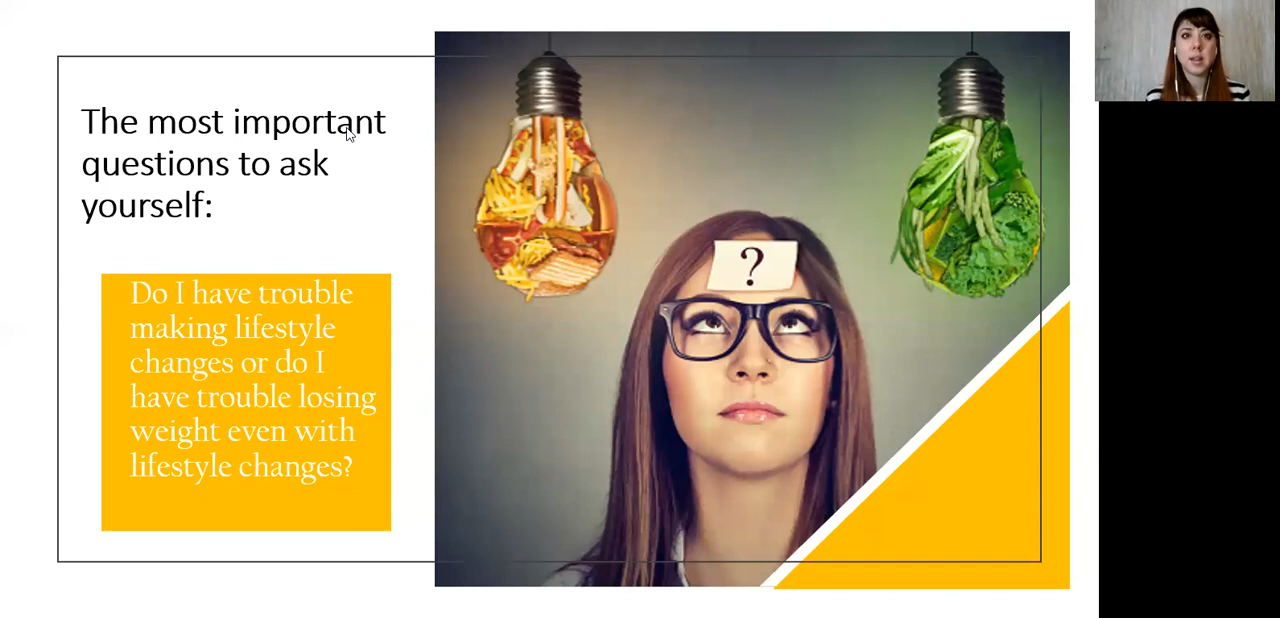 The most important
questions to ask
yourself:
Do I have trouble
making lifestyle
changes or do I
have trouble losing
weight even with
lifestyle changes?
?